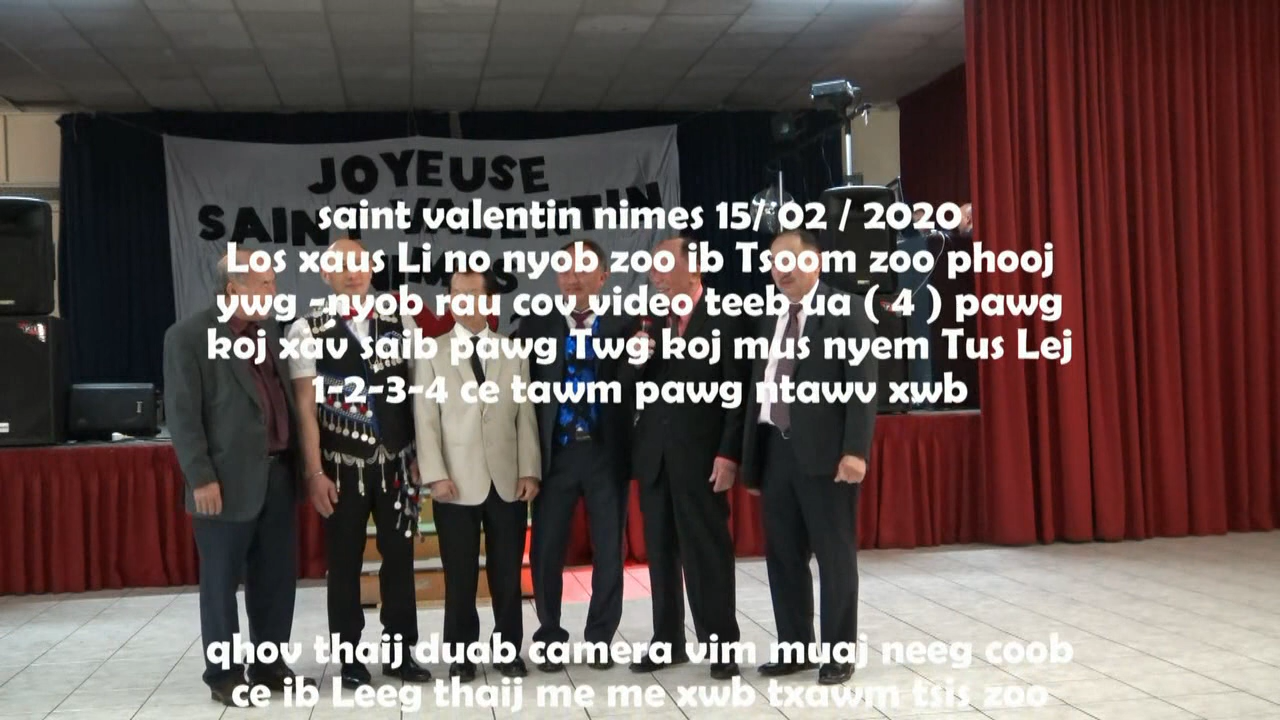 JOYEUSE
SAINT VALENTIN
NIMES
saint valentin nimes 15/ 02 / 2020
Los xaus Li no nyob zoo ib Tsoom zoo phooj
ywg -nyob rau cov video teeb ua ( 4 ) pawg
koj xav saib pawg Twg koj mus nyem Tus Lej
1-2-3-4 ce tawm pawg ntawv xwb
qhov thaij duab camera vim muaj neeg coob
ce ib Leeg thaij me me xwb txawm tsis zoo